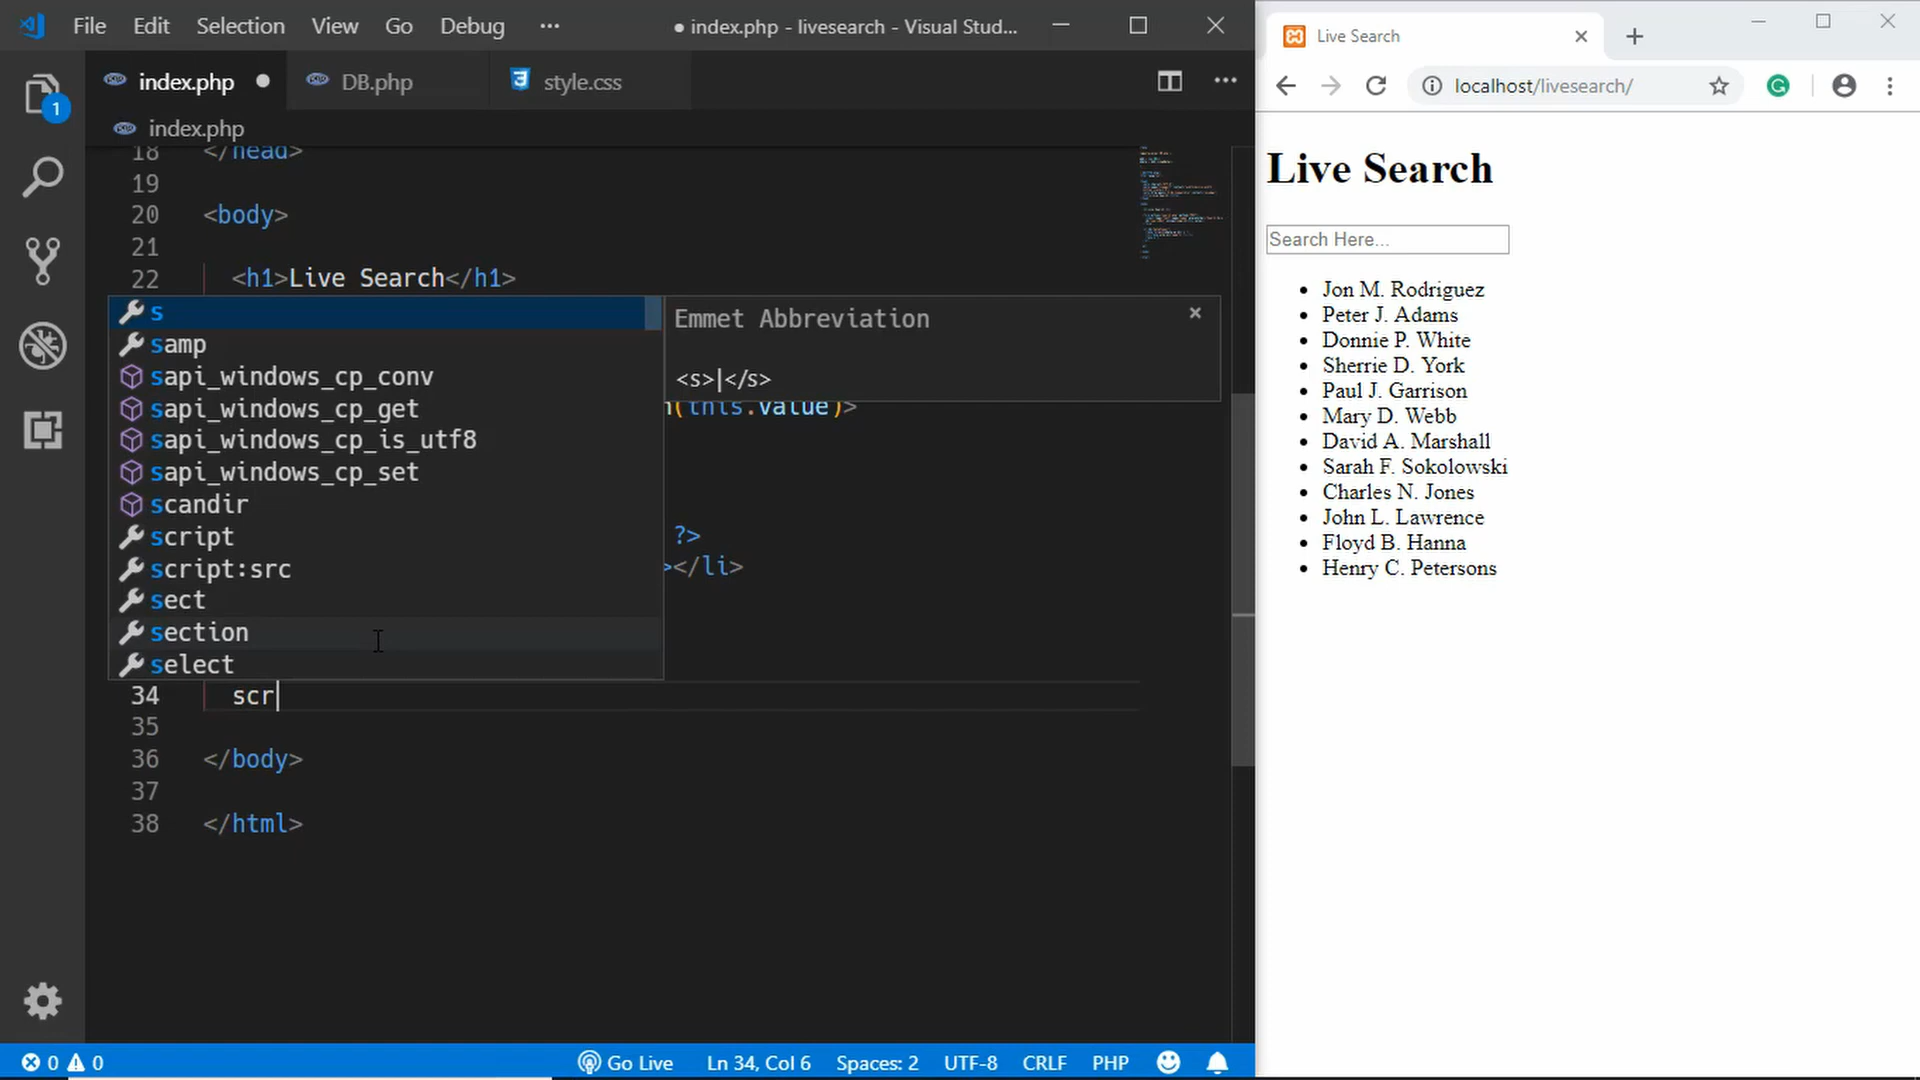 File Edit Selection View Go Debug ··· ● index.php - livesearch - Visual Stud...
index.php ● DB.php style.css
1
index.php
18 </head>
19
20 <body>
21
22 <h1>Live Search</h1>
s
samp
sapi_windows_cp_conv
sapi_windows_cp_get
sapi_windows_cp_is_utf8
sapi_windows_cp_set
scandir
script
script:src
sect
section
select
Emmet Abbreviation ×
<s>|</s>
n(this.value)>
?>
></li>
34 scr
35
36 </body>
37
38 </html>
0 0 Go Live Ln 34, Col 6 Spaces: 2 UTF-8 CRLF PHP
Live Search
localhost/livesearch/
Live Search
Search Here...
• Jon M. Rodriguez
• Peter J. Adams
• Donnie P. White
• Sherrie D. York
• Paul J. Garrison
• Mary D. Webb
• David A. Marshall
• Sarah F. Sokolowski
• Charles N. Jones
• John L. Lawrence
• Floyd B. Hanna
• Henry C. Petersons